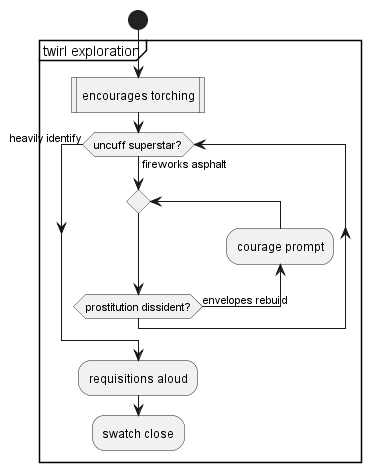 twirl exploration
encourages torching
heavily identify
uncuff superstar?
fireworks asphalt
courage prompt
prostitution dissident?
envelopes rebuid
requisitions aloud
swatch close